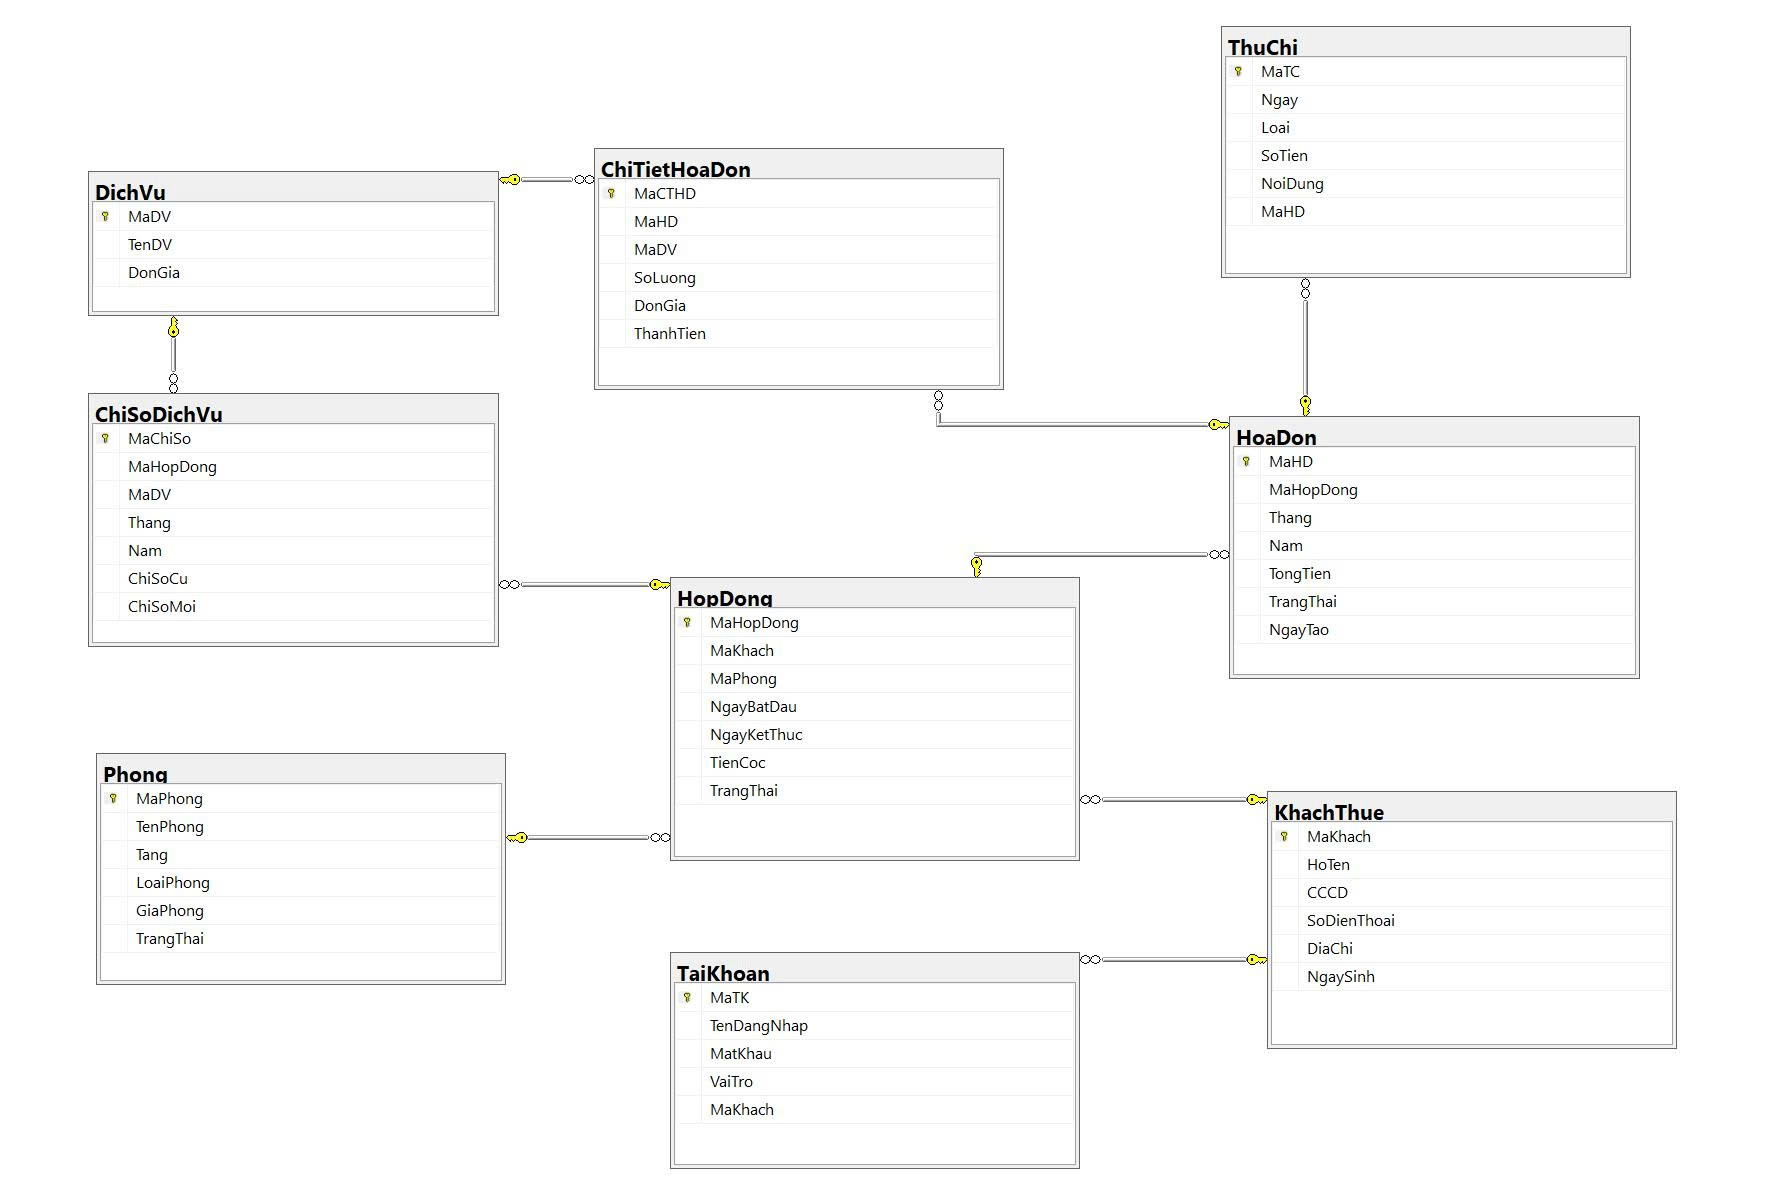 ThuChi
MaTC
Ngay
Loai
SoTien
NoiDung
MaHD
ChiTietHoaDon
MaCTHD
MaHD
MaDV
SoLuong
DonGia
ThanhTien
DichVu
MaDV
TenDV
DonGia
ChiSoDichVu
MaChiSo
MaHopDong
MaDV
Thang
Nam
ChiSoCu
ChiSoMoi
HoaDon
MaHD
MaHopDong
Thang
Nam
TongTien
TrangThai
NgayTao
HopDong
MaHopDong
MaKhach
MaPhong
NgayBatDau
NgayKetThuc
TienCoc
TrangThai
Phong
MaPhong
TenPhong
Tang
LoaiPhong
GiaPhong
TrangThai
KhachThue
MaKhach
HoTen
CCCD
SoDienThoai
DiaChi
NgaySinh
TaiKhoan
MaTK
TenDangNhap
MatKhau
VaiTro
MaKhach